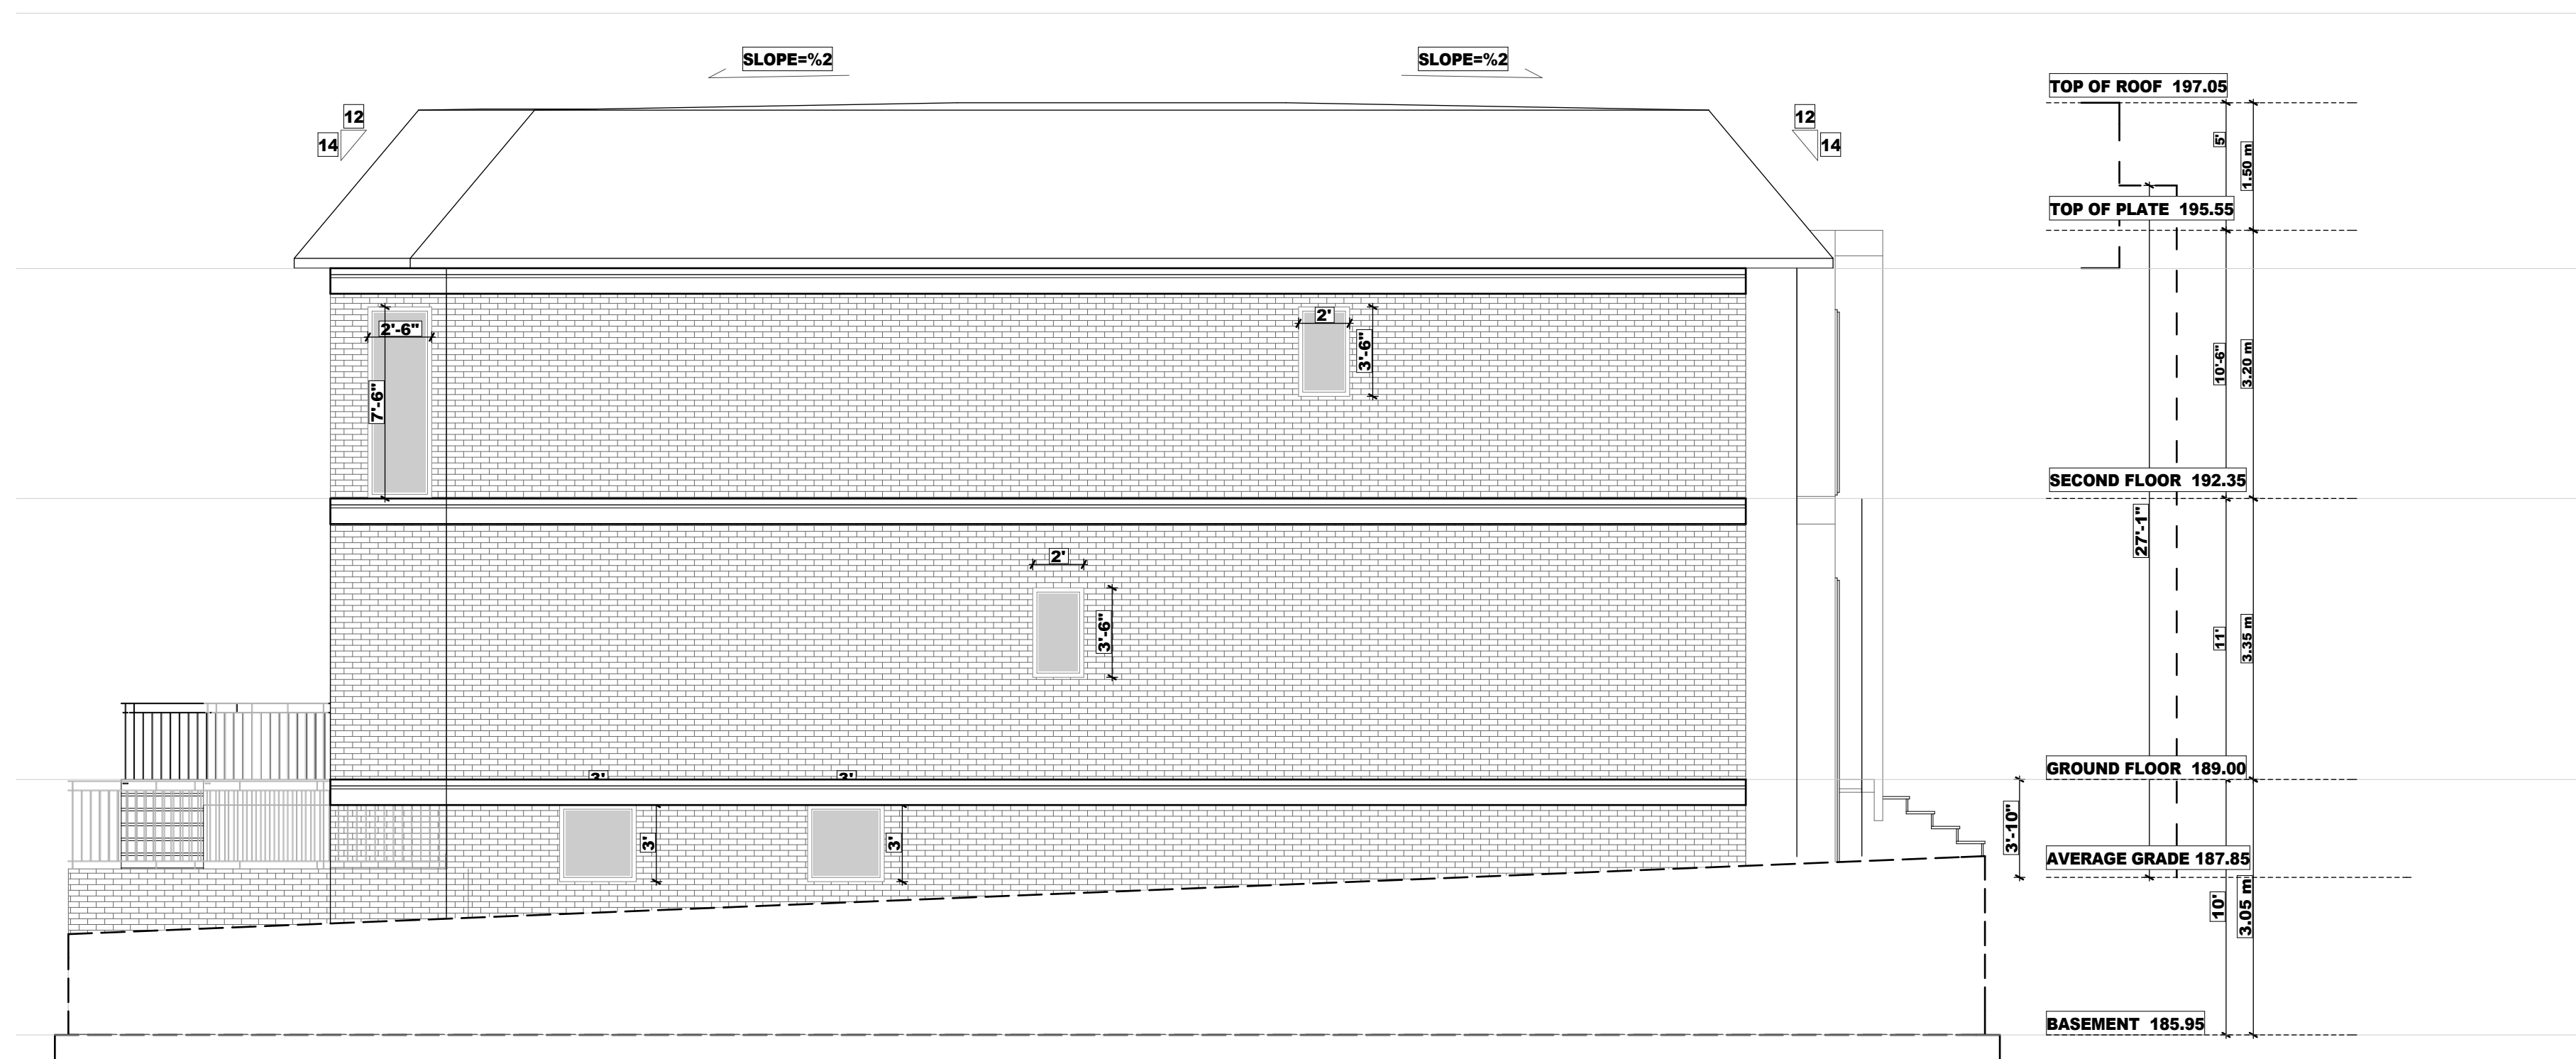 SLOPE=%2
SLOPE=%2
TOP OF ROOF 197.05
12
14
12
14
5'
1.50 m
TOP OF PLATE 195.55
2'-6"
7'-6"
2'
3'-6"
10'-6"
3.20 m
SECOND FLOOR 192.35
27'-1"
2'
3'-6"
11'
3.35 m
GROUND FLOOR 189.00
3'
3'
3'
3'
3'-10"
AVERAGE GRADE 187.85
10'
3.05 m
BASEMENT 185.95